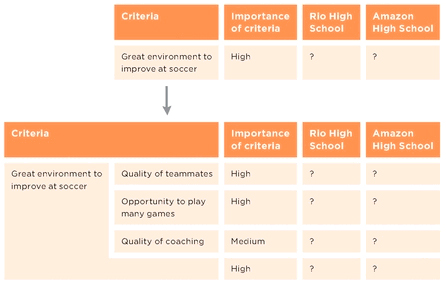 Criteria
Importance
of criteria
Rio High
School
Amazon
High School
Great environment to
improve at soccer
High
?
?
Criteria
Importance
of criteria
Rio High
School
Amazon
High School
Great environment to
improve at soccer
Quality of teammates
High
?
?
Opportunity to play
many games
High
?
?
Quality of coaching
Medium
?
?
High
?
?